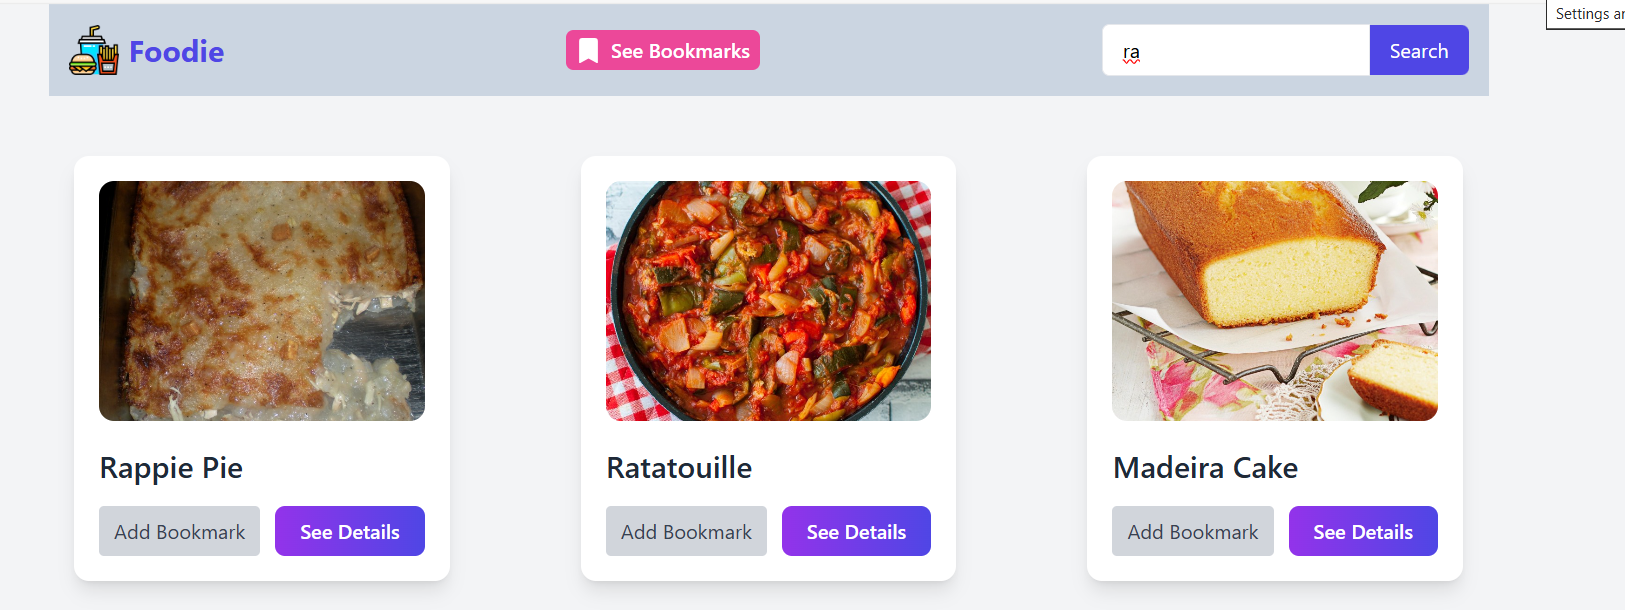 Settings ar
Foodie
See Bookmarks
ra
Search
Rappie Pie
Ratatouille
Madeira Cake
Add Bookmark
See Details
Add Bookmark
See Details
Add Bookmark
See Details